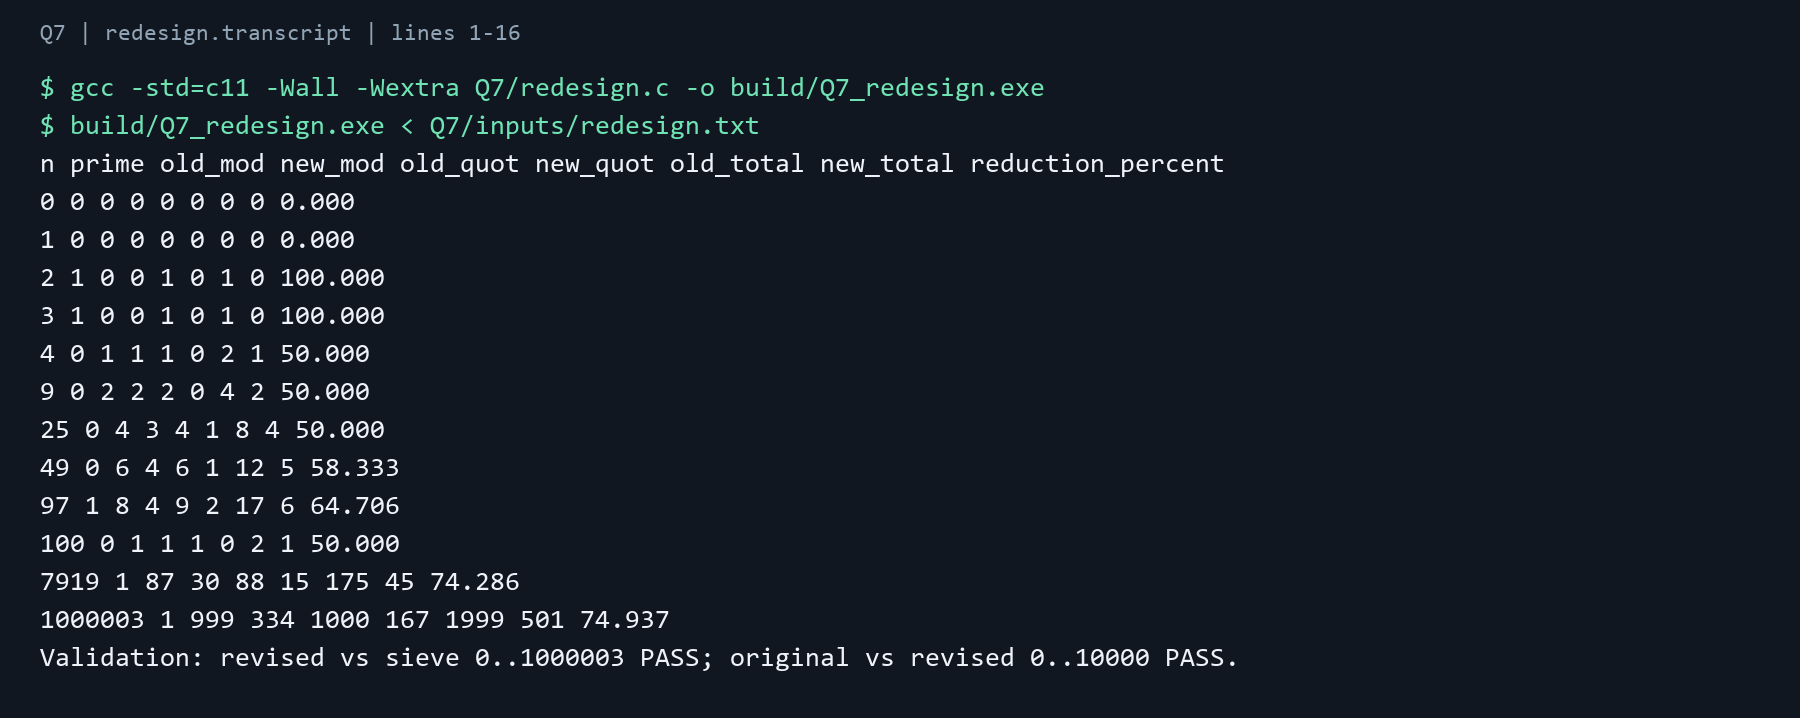 Q7 | redesign.transcript | lines 1-16
$ gcc -std=c11 -Wall -Wextra Q7/redesign.c -o build/Q7_redesign.exe
$ build/Q7_redesign.exe < Q7/inputs/redesign.txt
n prime old_mod new_mod old_quot new_quot old_total new_total reduction_percent
0 0 0 0 0 0 0 0 0.000
1 0 0 0 0 0 0 0 0.000
2 1 0 0 1 0 1 0 100.000
3 1 0 0 1 0 1 0 100.000
4 0 1 1 1 0 2 1 50.000
9 0 2 2 2 0 4 2 50.000
25 0 4 3 4 1 8 4 50.000
49 0 6 4 6 1 12 5 58.333
97 1 8 4 9 2 17 6 64.706
100 0 1 1 1 0 2 1 50.000
7919 1 87 30 88 15 175 45 74.286
1000003 1 999 334 1000 167 1999 501 74.937
Validation: revised vs sieve 0..1000003 PASS; original vs revised 0..10000 PASS.